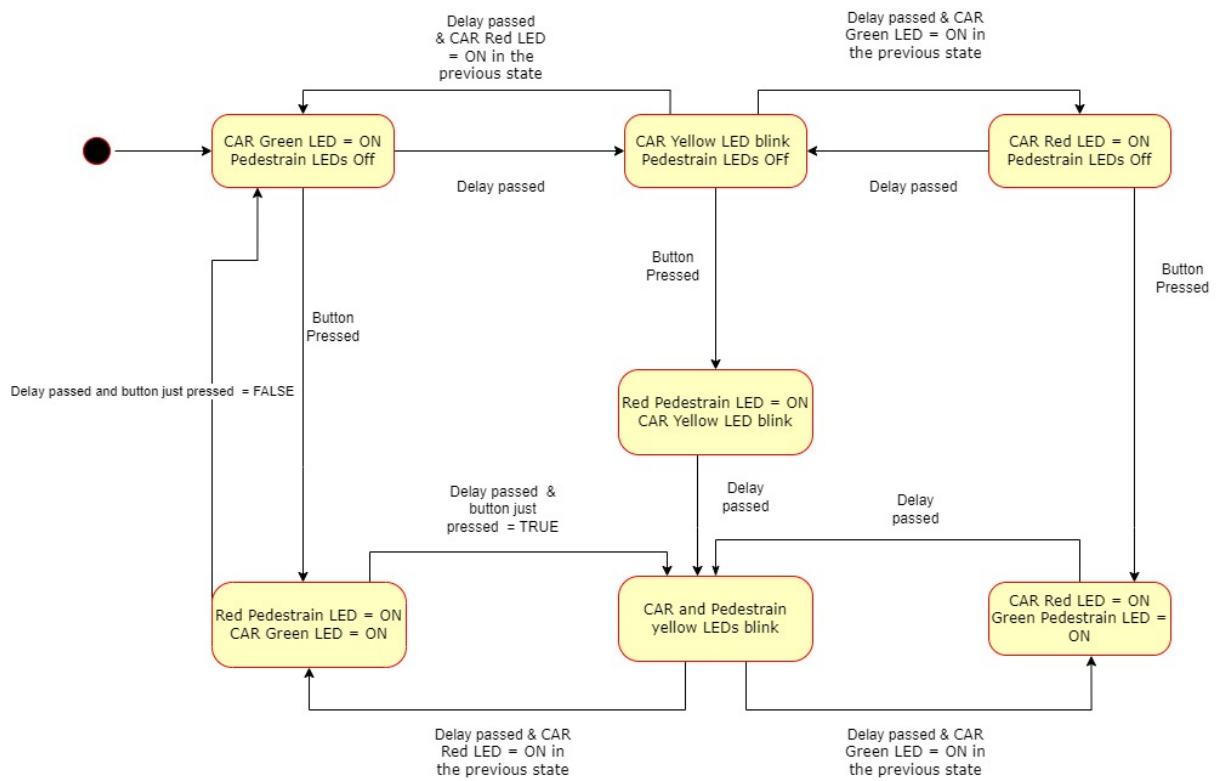 Delay passed
& CAR Red LED
= ON in the
previous state
Delay passed & CAR
Green LED = ON in
the previous state
CAR Green LED = ON
Pedestrain LEDs Off
CAR Yellow LED blink
Pedestrain LEDs OFf
CAR Red LED = ON
Pedestrain LEDs Off
Delay passed
Delay passed
Button
Pressed
Button
Pressed
Button
Pressed
Delay passed and button just pressed = FALSE
Red Pedestrain LED = ON
CAR Yellow LED blink
Delay passed &
button just
pressed = TRUE
Delay
passed
Delay
passed
Red Pedestrain LED = ON
CAR Green LED = ON
CAR and Pedestrain
yellow LEDs blink
CAR Red LED = ON
Green Pedestrain LED =
ON
Delay passed & CAR
Red LED = ON in
the previous state
Delay passed & CAR
Green LED = ON in
the previous state